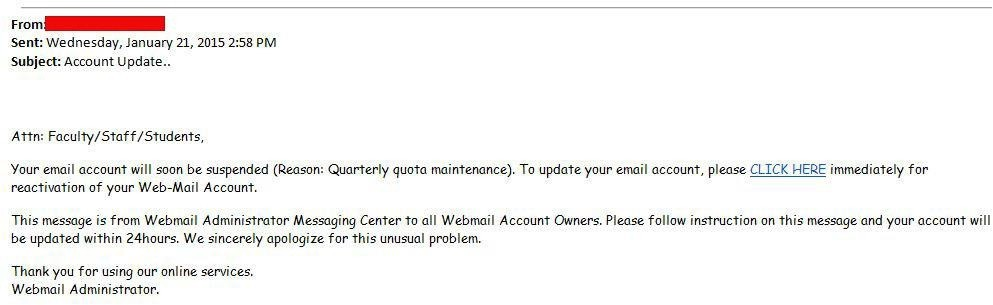 From:
Sent: Wednesday, January 21, 2015 2:58 PM
Subject: Account Update..
Attn: Faculty/Staff/Students,
Your email account will soon be suspended (Reason: Quarterly quota maintenance). To update your email account, please CLICK HERE immediately for
reactivation of your Web-Mail Account.
This message is from Webmail Administrator Messaging Center to all Webmail Account Owners. Please follow instruction on this message and your account will
be updated within 24hours. We sincerely apologize for this unusual problem.
Thank you for using our online services.
Webmail Administrator.